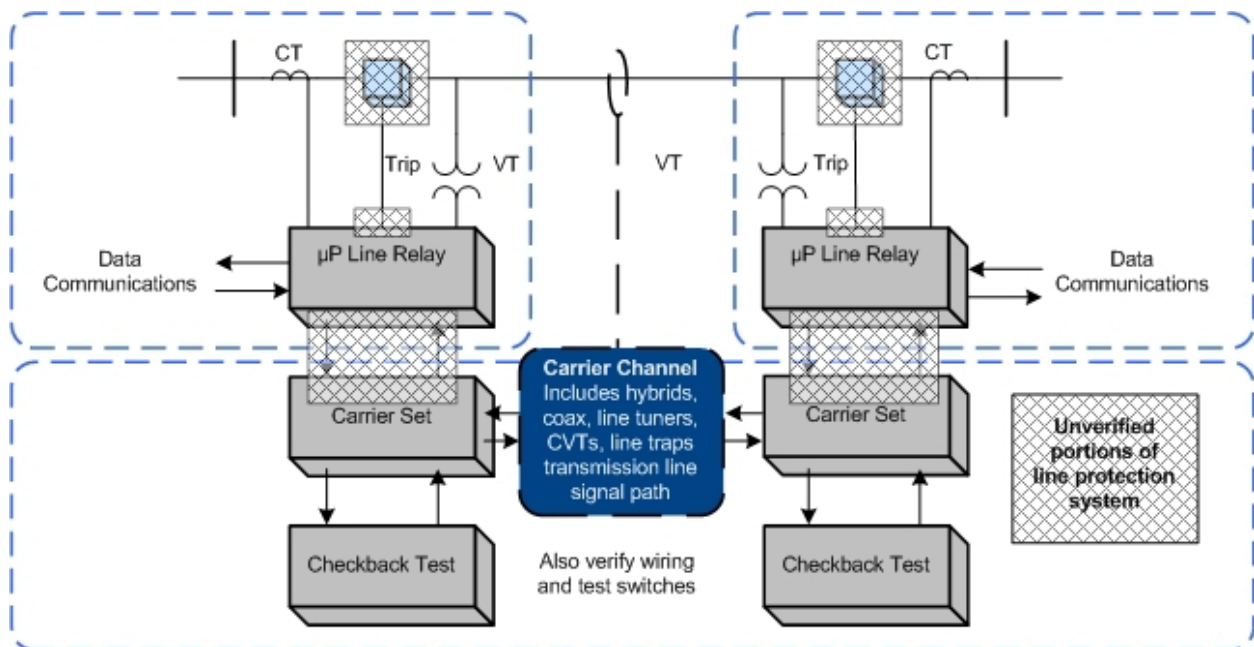 CT
CT
Trip
VT
VT
Trip
µP Line Relay
µP Line Relay
Data
Communications
Data
Communications
Carrier Channel
Includes hybrids,
coax, line tuners,
CVTs, line traps
transmission line
signal path
Carrier Set
Carrier Set
Unverified
portions of
line protection
system
Checkback Test
Also verify wiring
and test switches
Checkback Test